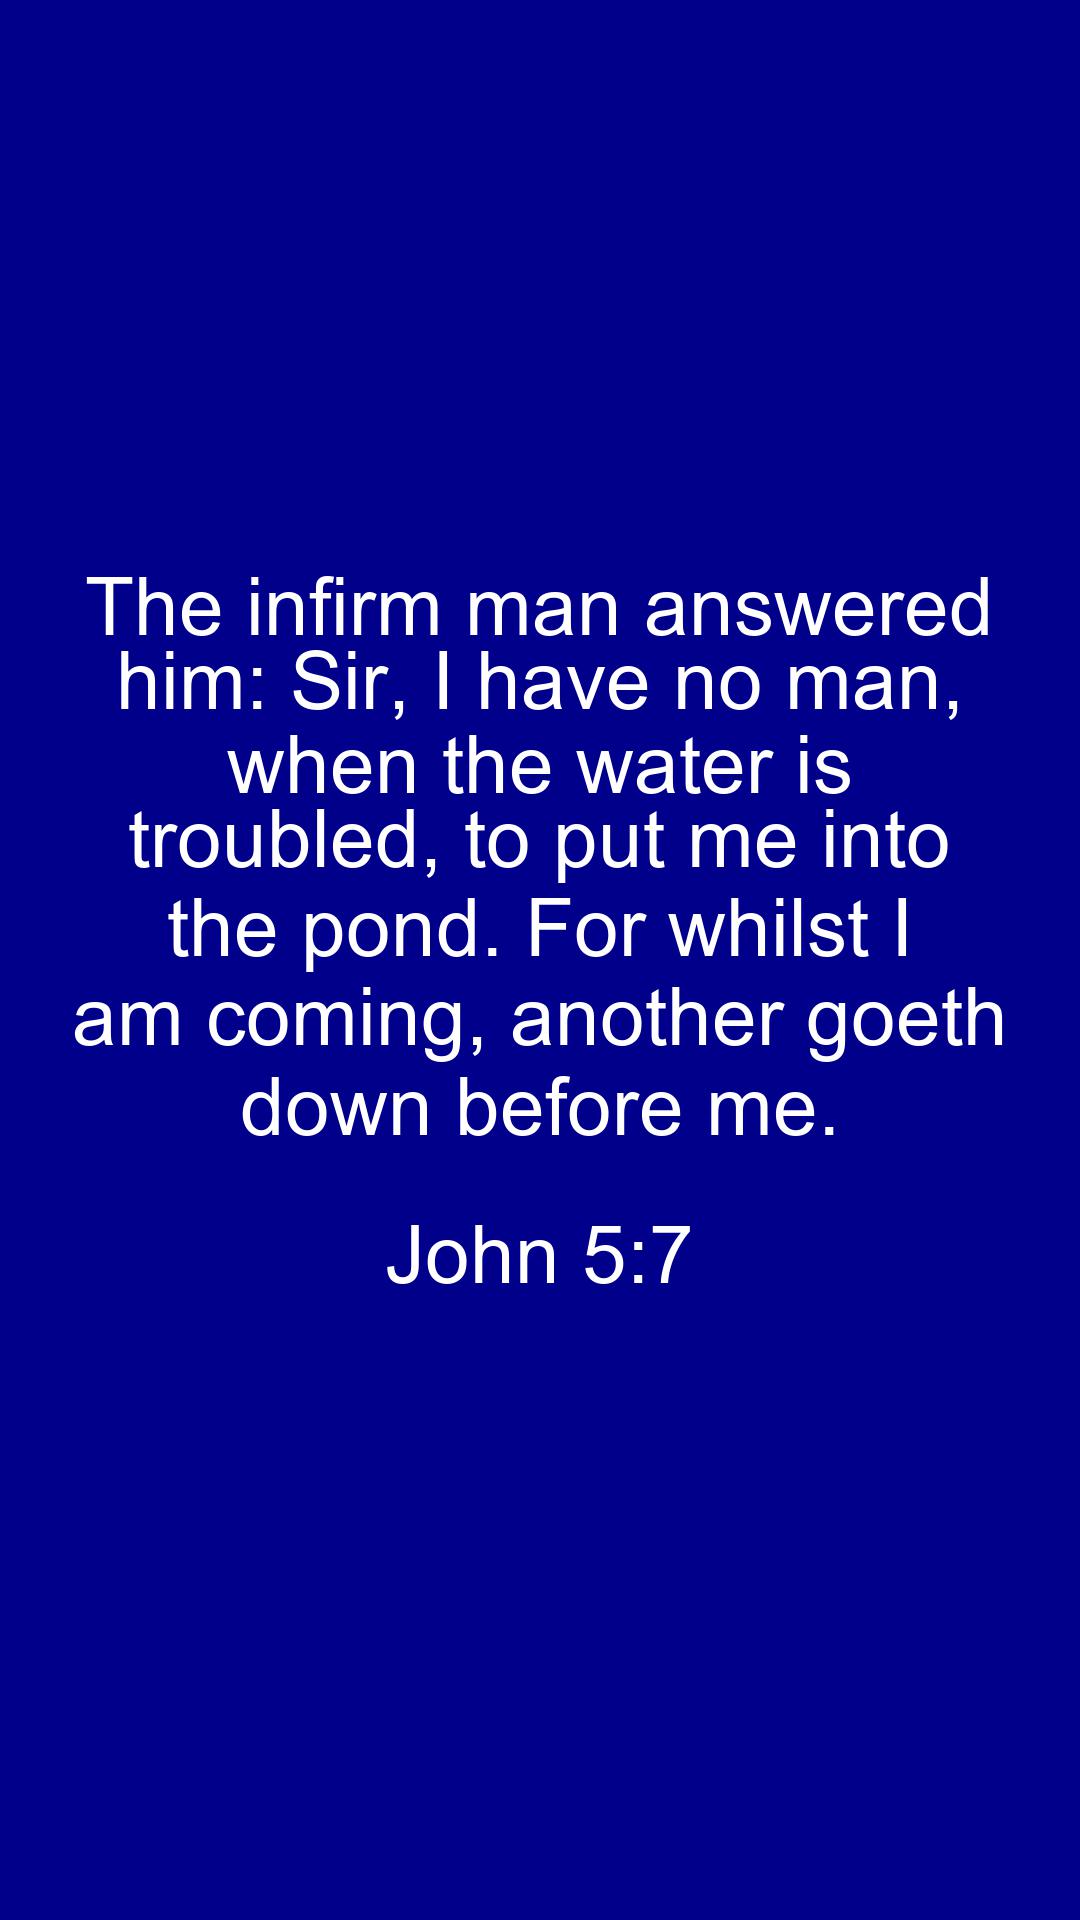 The infirm man answered
him: Sir, I have no man,
when the water is
troubled, to put me into
the pond. For whilst I
am coming, another goeth
down before me.
John 5:7